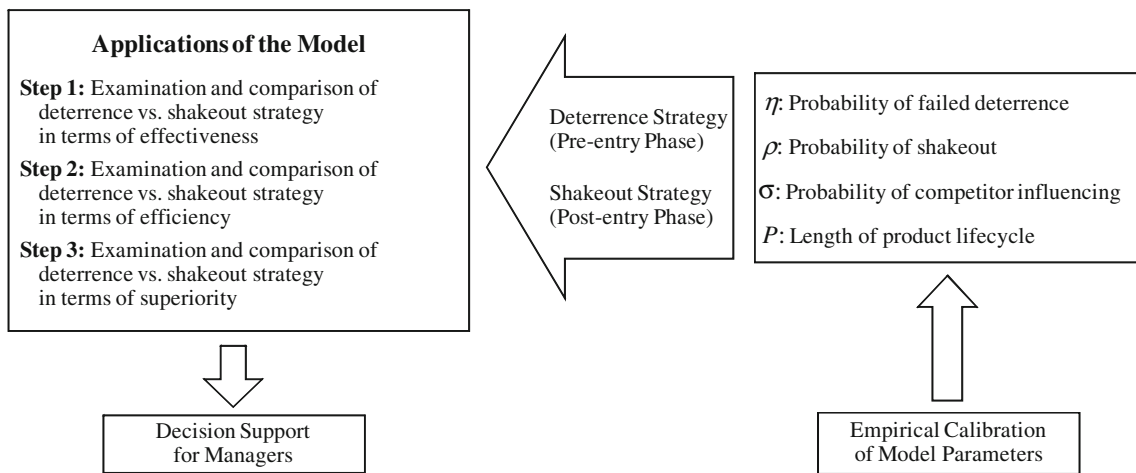 Applications of the Model
Step 1: Examination and comparison of
deterrence vs. shakeout strategy
in terms of effectiveness
Step 2: Examination and comparison of
deterrence vs. shakeout strategy
in terms of efficiency
Step 3: Examination and comparison of
deterrence vs. shakeout strategy
in terms of superiority
Decision Support
for Managers
Deterrence Strategy
(Pre-entry Phase)
Shakeout Strategy
(Post-entry Phase)
η: Probability of failed deterrence
ρ: Probability of shakeout
σ: Probability of competitor influencing
P: Length of product lifecycle
Empirical Calibration
of Model Parameters